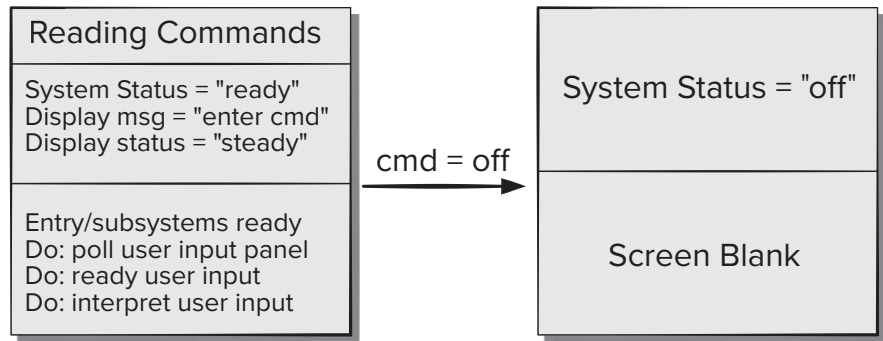 Reading Commands
System Status = "ready"
Display msg = "enter cmd"
Display status = "steady"
Entry/subsystems ready
Do: poll user input panel
Do: ready user input
Do: interpret user input
cmd = off
System Status = "off"
Screen Blank